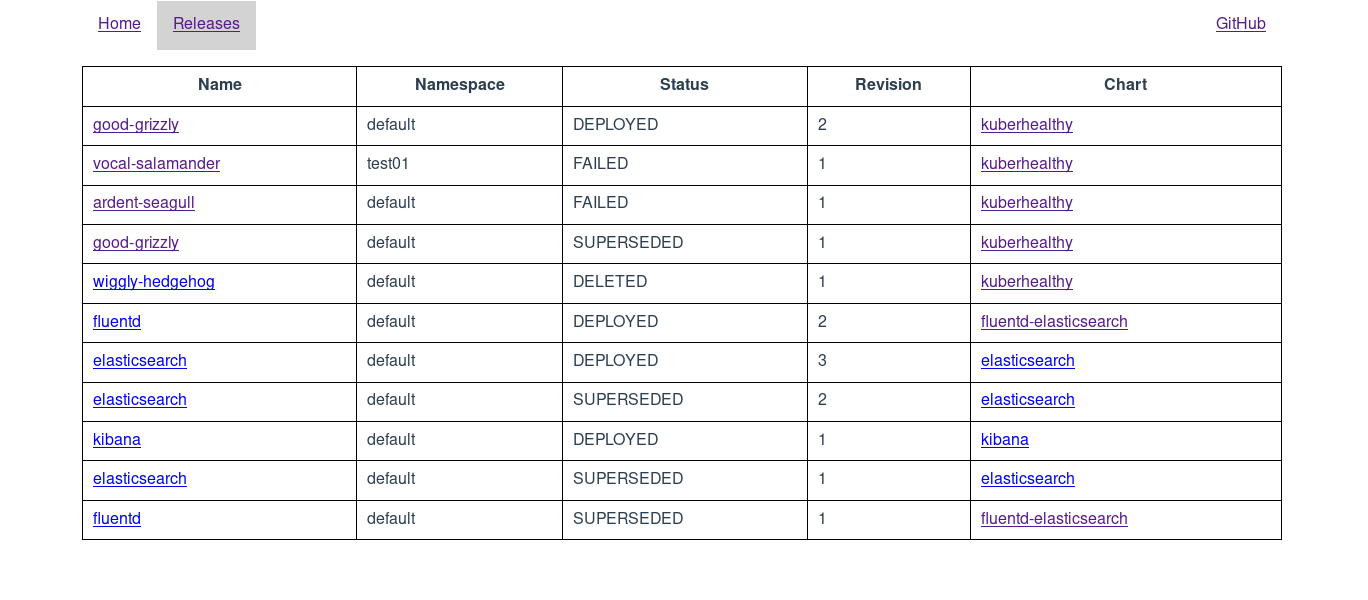 Home Releases GitHub
Name Namespace Status Revision Chart
good-grizzly default DEPLOYED 2 kuberhealthy
vocal-salamander test01 FAILED 1 kuberhealthy
ardent-seagull default FAILED 1 kuberhealthy
good-grizzly default SUPERSEDED 1 kuberhealthy
wiggly-hedgehog default DELETED 1 kuberhealthy
fluentd default DEPLOYED 2 fluentd-elasticsearch
elasticsearch default DEPLOYED 3 elasticsearch
elasticsearch default SUPERSEDED 2 elasticsearch
kibana default DEPLOYED 1 kibana
elasticsearch default SUPERSEDED 1 elasticsearch
fluentd default SUPERSEDED 1 fluentd-elasticsearch